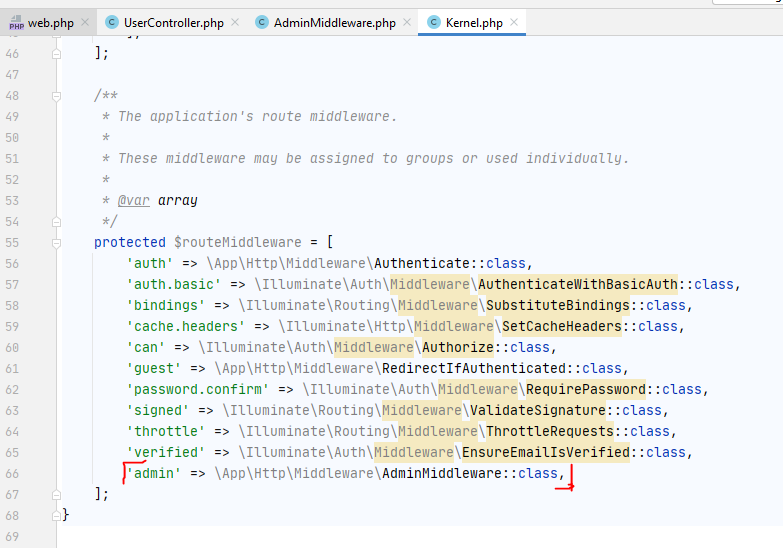 web.php UserController.php AdminMiddleware.php Kernel.php
46 ];
47
48 /**
49 * The application's route middleware.
50 *
51 * These middleware may be assigned to groups or used individually.
52 *
53 * @var array
54 */
55 protected $routeMiddleware = [
56 'auth' => \App\Http\Middleware\Authenticate::class,
57 'auth.basic' => \Illuminate\Auth\Middleware\AuthenticateWithBasicAuth::class,
58 'bindings' => \Illuminate\Routing\Middleware\SubstituteBindings::class,
59 'cache.headers' => \Illuminate\Http\Middleware\SetCacheHeaders::class,
60 'can' => \Illuminate\Auth\Middleware\Authorize::class,
61 'guest' => \App\Http\Middleware\RedirectIfAuthenticated::class,
62 'password.confirm' => \Illuminate\Auth\Middleware\RequirePassword::class,
63 'signed' => \Illuminate\Routing\Middleware\ValidateSignature::class,
64 'throttle' => \Illuminate\Routing\Middleware\ThrottleRequests::class,
65 'verified' => \Illuminate\Auth\Middleware\EnsureEmailIsVerified::class,
66 'admin' => \App\Http\Middleware\AdminMiddleware::class,
67 ];
68 }
69